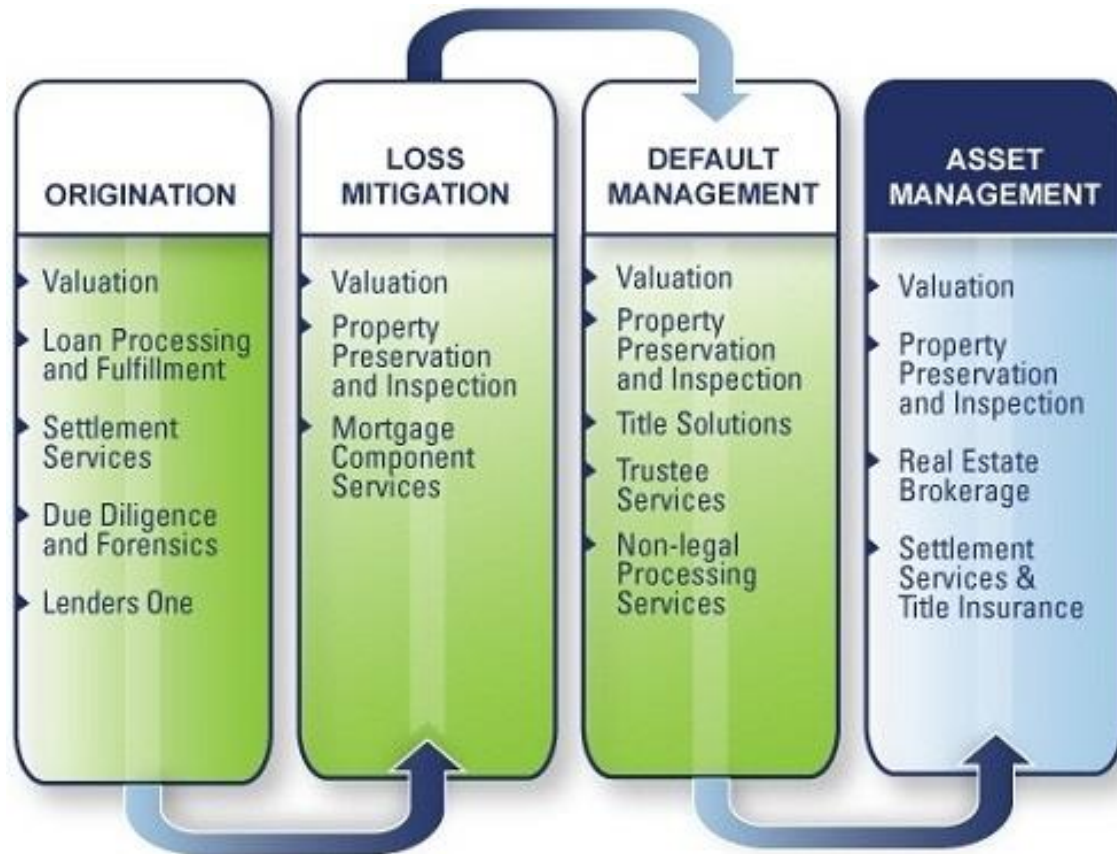 ORIGINATION
Valuation
Loan Processing
and Fulfillment
Settlement
Services
Due Diligence
and Forensics
Lenders One
LOSS
MITIGATION
Valuation
Property
Preservation
and Inspection
Mortgage
Component
Services
DEFAULT
MANAGEMENT
Valuation
Property
Preservation
and Inspection
Title Solutions
Trustee
Services
Non-legal
Processing
Services
ASSET
MANAGEMENT
Valuation
Property
Preservation
and Inspection
Real Estate
Brokerage
Settlement
Services &
Title Insurance